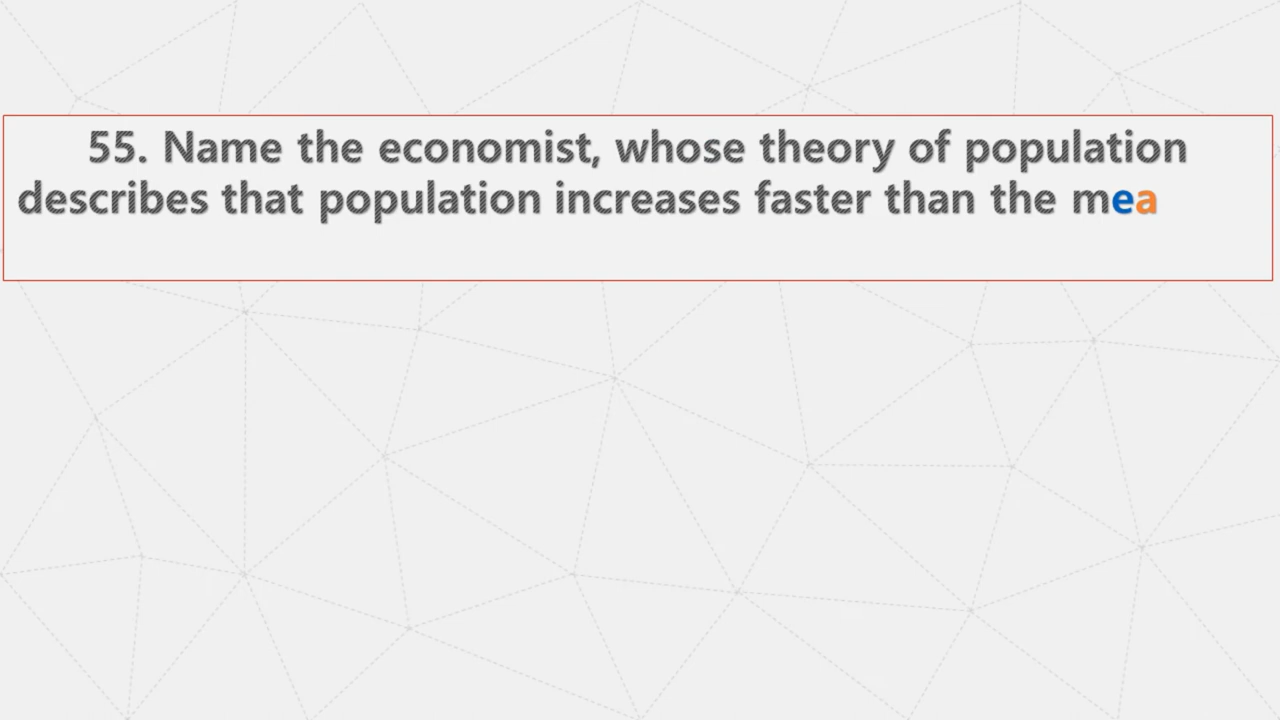 55. Name the economist, whose theory of population
describes that population increases faster than the mea